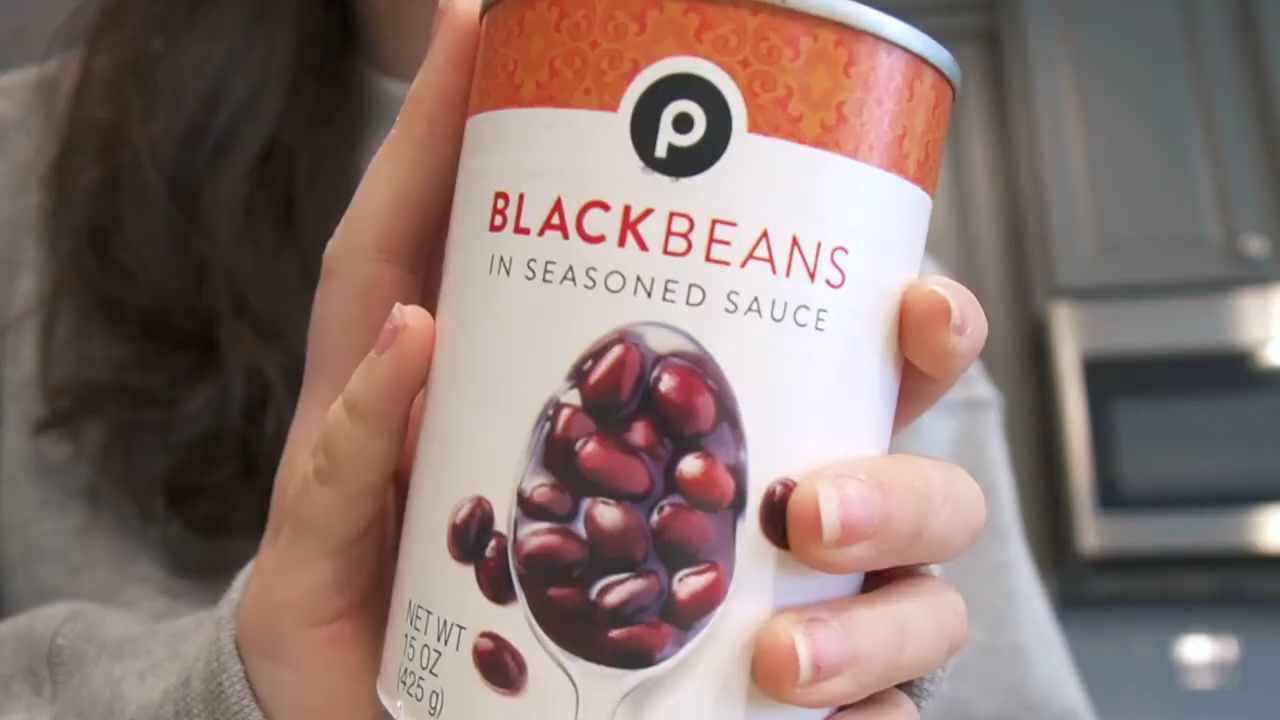 P
BLACKBEANS
IN SEASONED SAUCE
NET WT
15 OZ
(425 g)